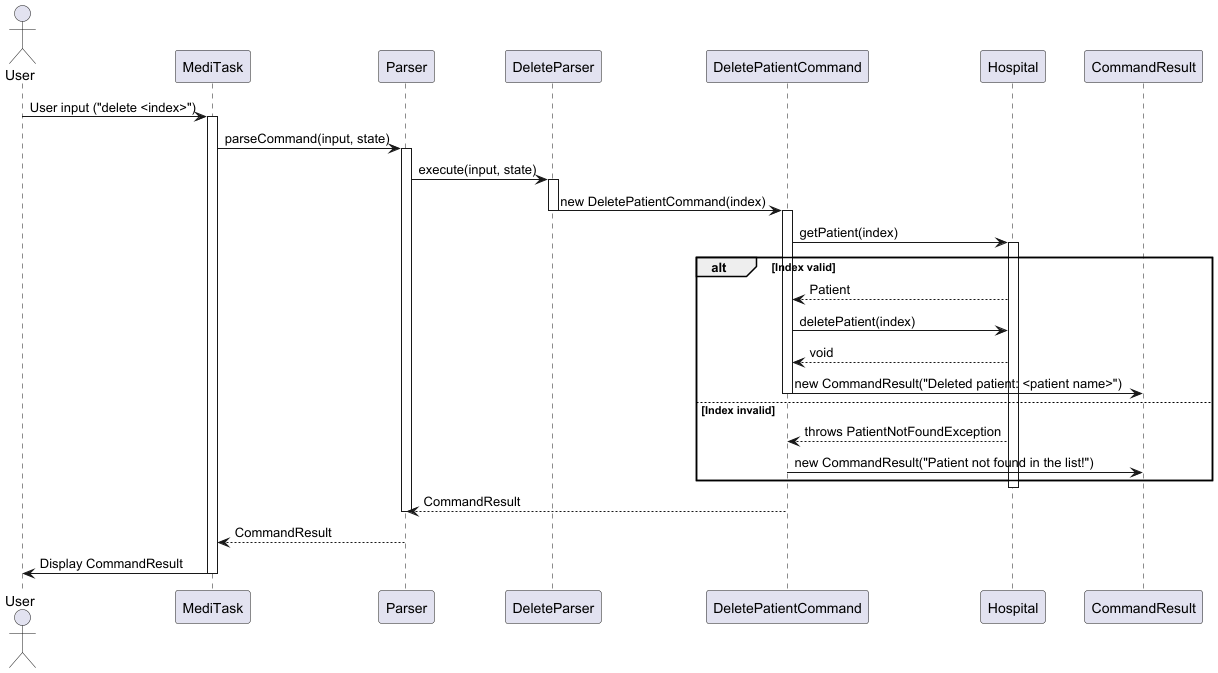 User
MediTask
Parser
DeleteParser
DeletePatientCommand
Hospital
CommandResult
User input ("delete <index>")
parseCommand(input, state)
execute(input, state)
new DeletePatientCommand(index)
getPatient(index)
alt
[Index valid]
Patient
deletePatient(index)
void
new CommandResult("Deleted patient: <patient name>")
[Index invalid]
throws PatientNotFoundException
new CommandResult("Patient not found in the list!")
CommandResult
CommandResult
Display CommandResult
User
MediTask
Parser
DeleteParser
DeletePatientCommand
Hospital
CommandResult